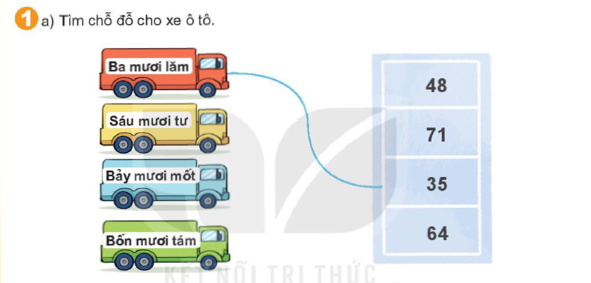 1 a) Tìm chỗ đỗ cho xe ô tô.
Ba mươi lăm
Sáu mươi tư
Bảy mươi mốt
Bốn mươi tám
48
71
35
64
KẾT NỐI TRI THỨC